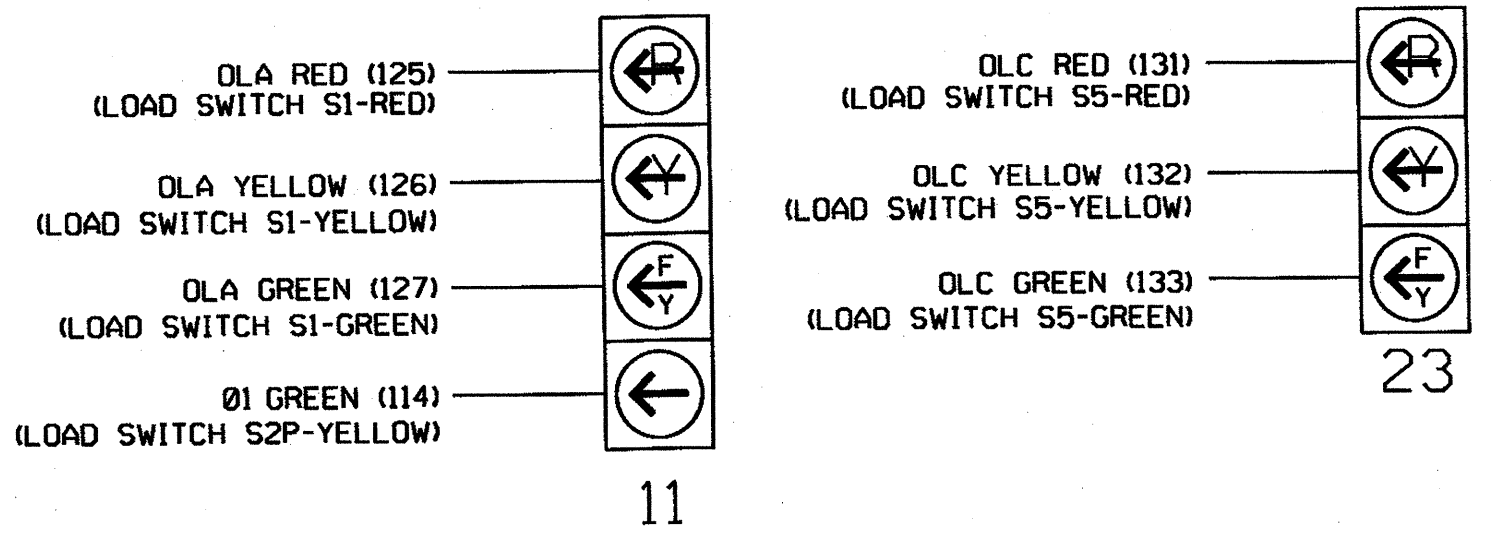 OLA RED (125)
(LOAD SWITCH S1-RED)
R
OLA YELLOW (126)
(LOAD SWITCH S1-YELLOW)
Y
OLA GREEN (127)
(LOAD SWITCH S1-GREEN)
F
Y
Ø1 GREEN (114)
(LOAD SWITCH S2P-YELLOW)
11
OLC RED (131)
(LOAD SWITCH S5-RED)
R
OLC YELLOW (132)
(LOAD SWITCH S5-YELLOW)
Y
OLC GREEN (133)
(LOAD SWITCH S5-GREEN)
F
Y
23